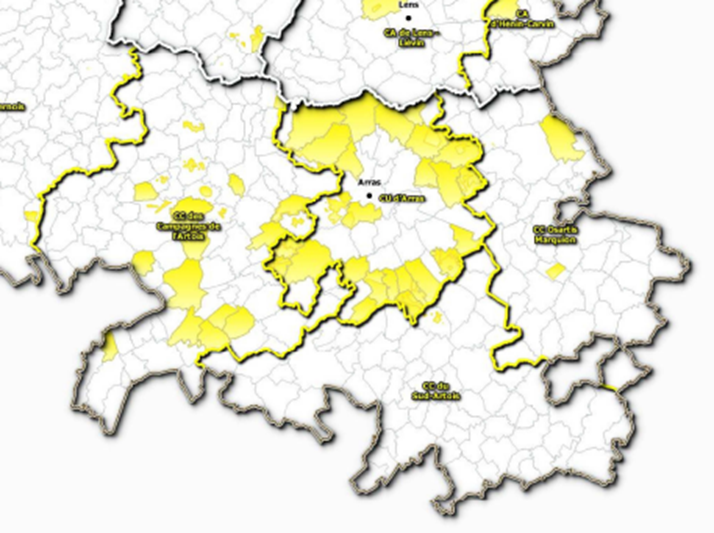 Lens
CA
d'Hénin-Carvin
CA de Lens -
Liévin
Arras
CU d'Arras
CC des
Campagnes de
l'Artois
CC Osartis
Marquion
CC du
Sud-Artois